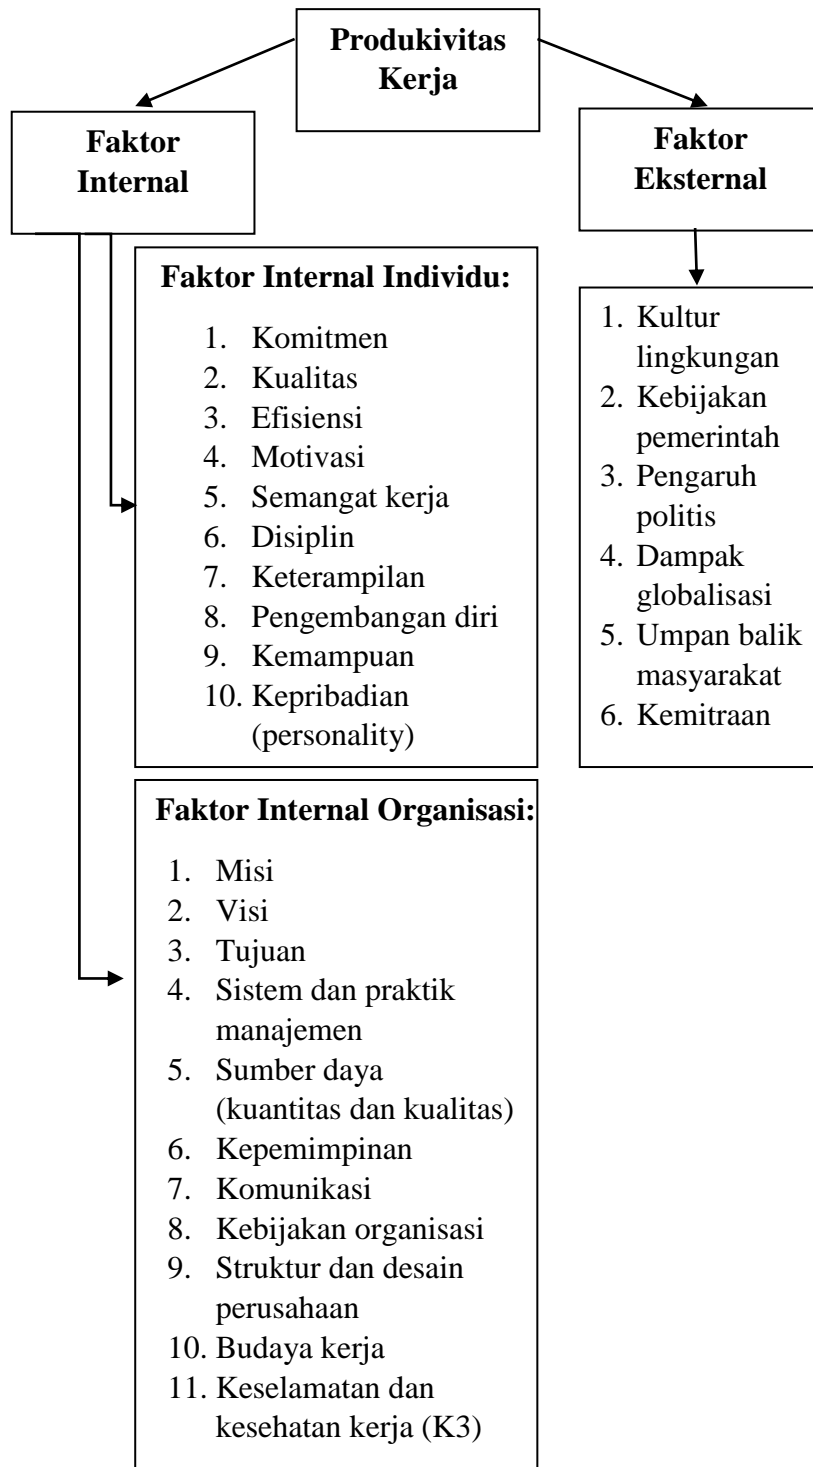 Produkivitas
Kerja
Faktor
Internal
Faktor
Eksternal
Faktor Internal Individu:
1. Komitmen
2. Kualitas
3. Efisiensi
4. Motivasi
5. Semangat kerja
6. Disiplin
7. Keterampilan
8. Pengembangan diri
9. Kemampuan
10. Kepribadian
(personality)
1. Kultur
lingkungan
2. Kebijakan
pemerintah
3. Pengaruh
politis
4. Dampak
globalisasi
5. Umpan balik
masyarakat
6. Kemitraan
Faktor Internal Organisasi:
1. Misi
2. Visi
3. Tujuan
4. Sistem dan praktik
manajemen
5. Sumber daya
(kuantitas dan kualitas)
6. Kepemimpinan
7. Komunikasi
8. Kebijakan organisasi
9. Struktur dan desain
perusahaan
10. Budaya kerja
11. Keselamatan dan
kesehatan kerja (K3)